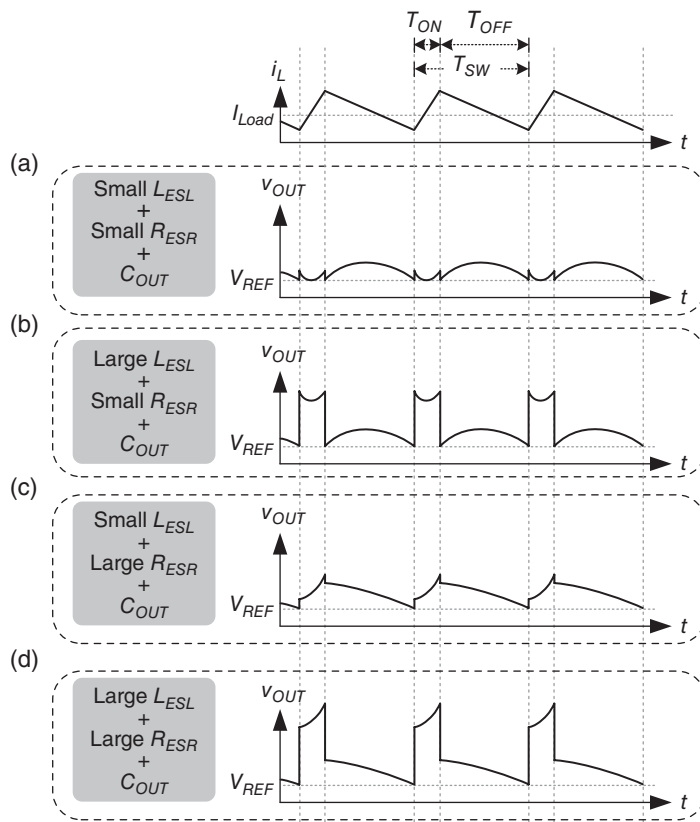 T_ON T_OFF
T_SW
i_L
I_Load
t
(a)
Small L_ESL
+
Small R_ESR
+
C_OUT
v_OUT
V_REF
t
(b)
Large L_ESL
+
Small R_ESR
+
C_OUT
v_OUT
V_REF
t
(c)
Small L_ESL
+
Large R_ESR
+
C_OUT
v_OUT
V_REF
t
(d)
Large L_ESL
+
Large R_ESR
+
C_OUT
v_OUT
V_REF
t